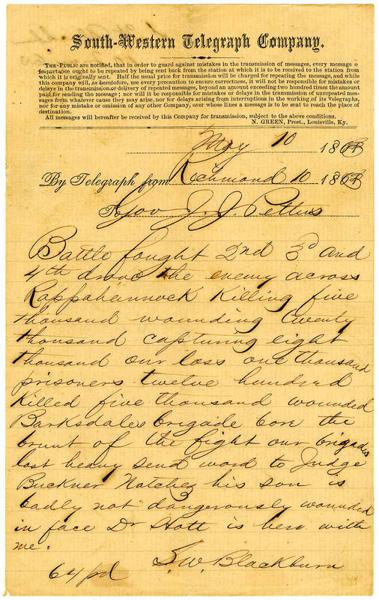 South-Western Telegraph Company.
THE PUBLIC are notified, that in order to guard against mistakes in the transmission of messages, every message of
importance ought to be repeated by being sent back from the station at which it is to be received to the station from
which it is originally sent. Half the usual price for transmission will be charged for repeating the message, and while
this company will, as heretofore, use every precaution to ensure correctness, it will not be responsible for mistakes or
delays in the transmission or delivery of repeated messages, beyond an amount exceeding two hundred times the amount
paid for sending the message; nor will it be responsible for mistakes or delays in the transmission of unrepeated mes-
sages from whatever cause they may arise, nor for delays arising from interruptions in the working of its Telegraphs,
nor for any mistake or omission of any other Company, over whose lines a message is to be sent to reach the place of
destination.
All messages will hereafter be received by this Company for transmission, subject to the above conditions.
N. GREEN, Prest., Louisville, Ky.
May 10 1863
By Telegraph from Richmond 10 1863
To Gov J. J. Pettus
Battle fought 2nd 3d and
4th drove the enemy across
Rappahannock killing five
thousand wounding twenty
thousand capturing eight
thousand our loss one thousand
prisoners twelve hundred
killed five thousand wounded
Barksdales brigade bore the
brunt of the fight our brigades
lost heavy send word to Judge
Buckner Natchez his son is
badly not dangerously wounded
in face Dr Hott is here with
me.
S. W. Blackburn
64 pd